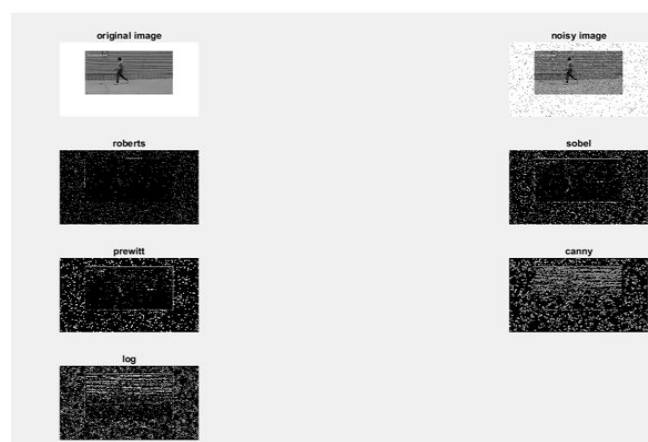 original image
noisy image
roberts
sobel
prewitt
canny
log